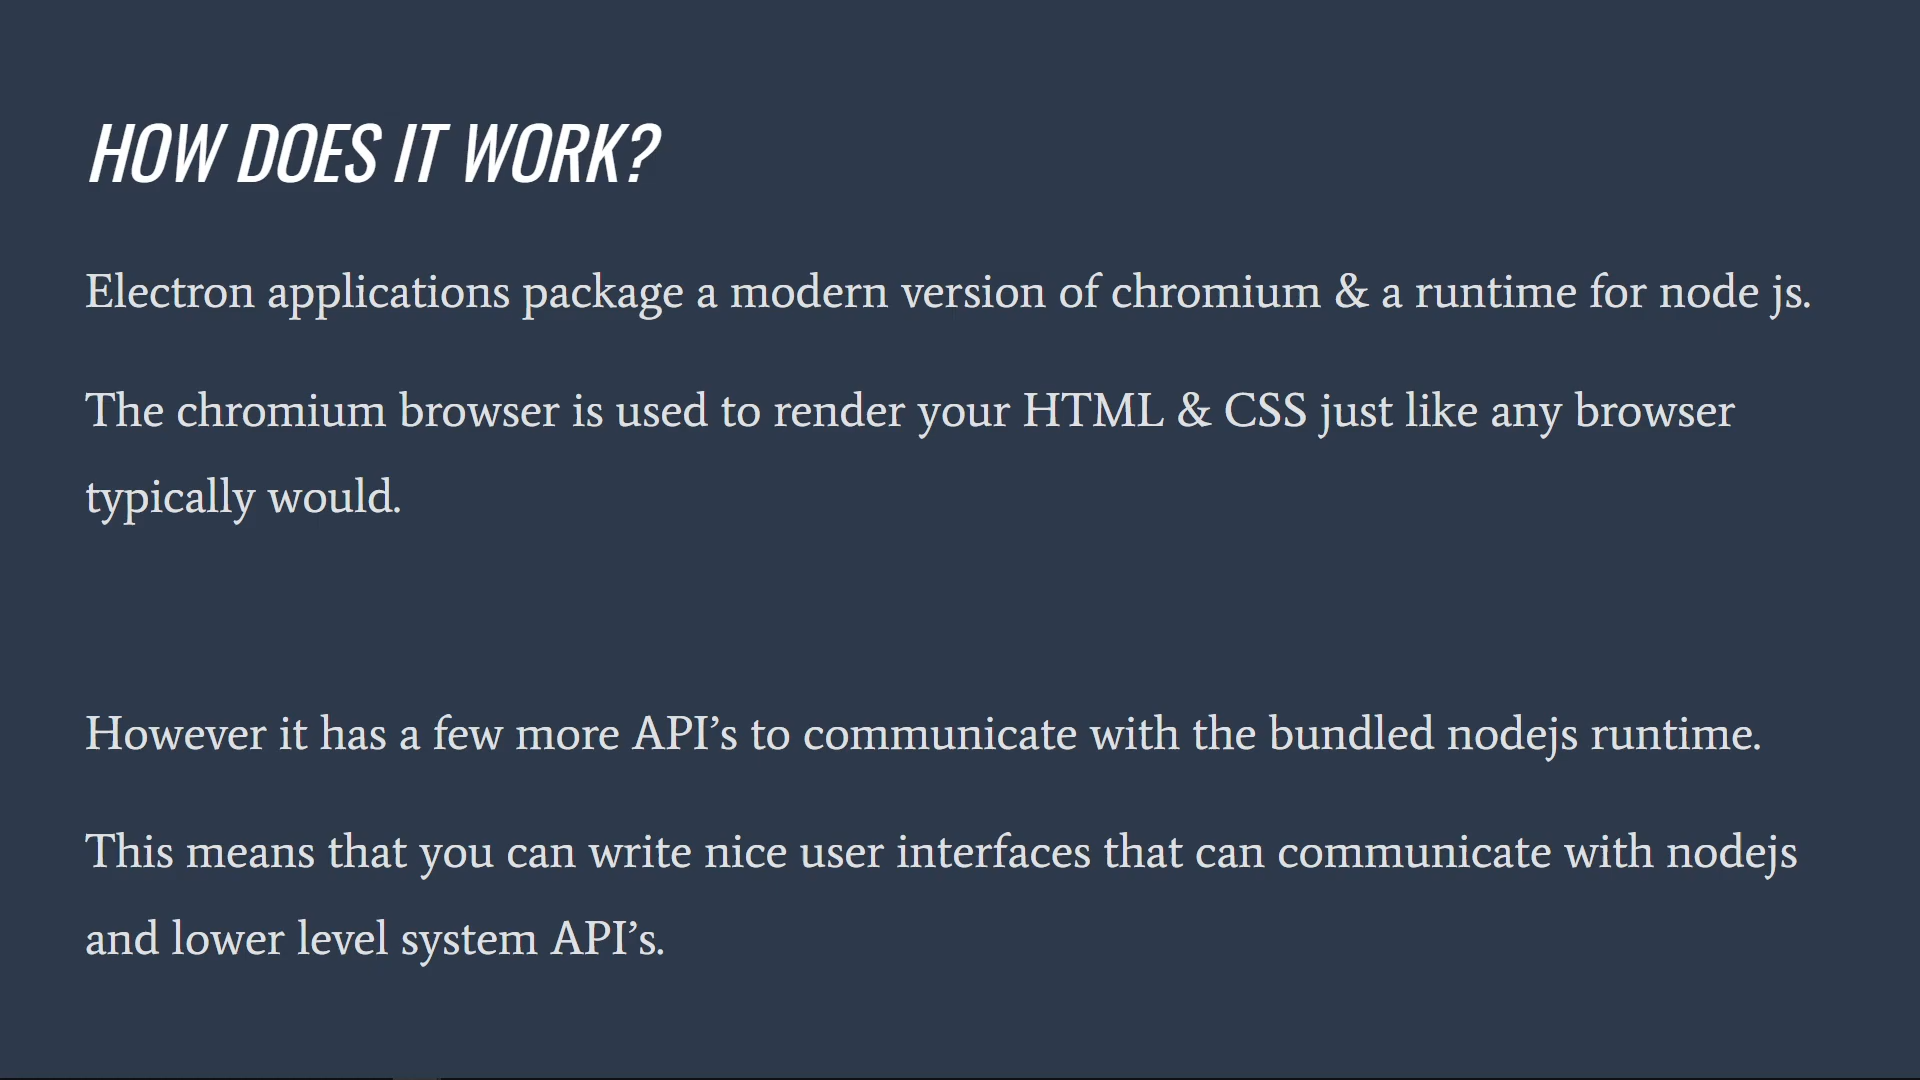 HOW DOES IT WORK?
Electron applications package a modern version of chromium & a runtime for node js.
The chromium browser is used to render your HTML & CSS just like any browser
typically would.
However it has a few more API’s to communicate with the bundled nodejs runtime.
This means that you can write nice user interfaces that can communicate with nodejs
and lower level system API’s.